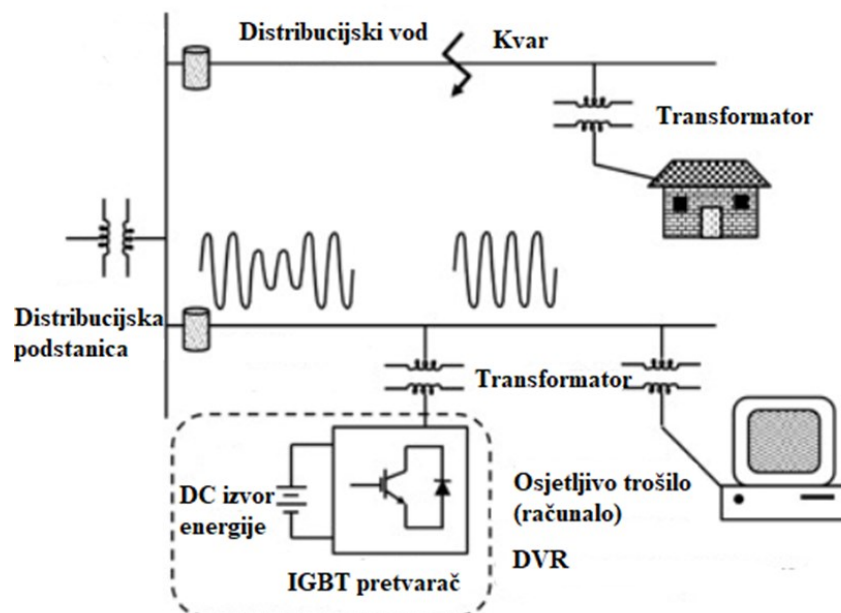 Distribucijski vod
Kvar
Transformator
Distribucijska
podstanica
Transformator
DC izvor
energije
IGBT pretvarač
Osjetljivo trošilo
(računalo)
DVR